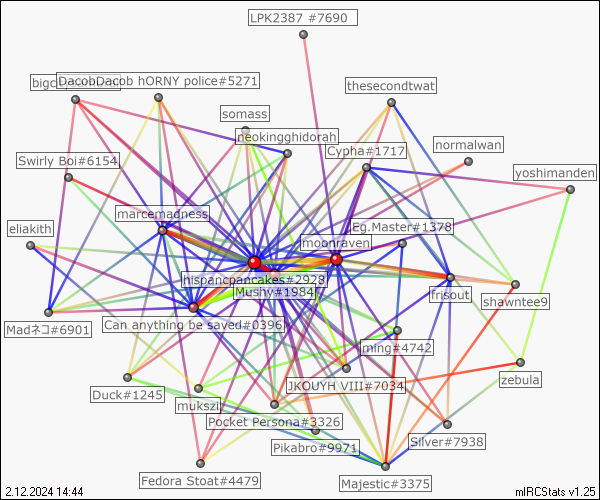 LPK2387 #7690
DacobDacob hORNY police#5271
thesecondtwat
somass
neokingghidorah
normalwan
Cypha#1717
Swirly Boi#6154
yoshimanden
marcemadness
Eg.Master#1378
eliakith
moonraven
hispancpancakes#2928
Mushy#1984
frisout
shawntee9
Madネコ#6901
Can anything be saved#0396
ming#4742
zebula
JKOUYH VIII#7034
Duck#1245
mukszil
Pocket Persona#3326
Silver#7938
Pikabro#9971
Fedora Stoat#4479
Majestic#3375
2.12.2024 14:44
mIRCStats v1.25